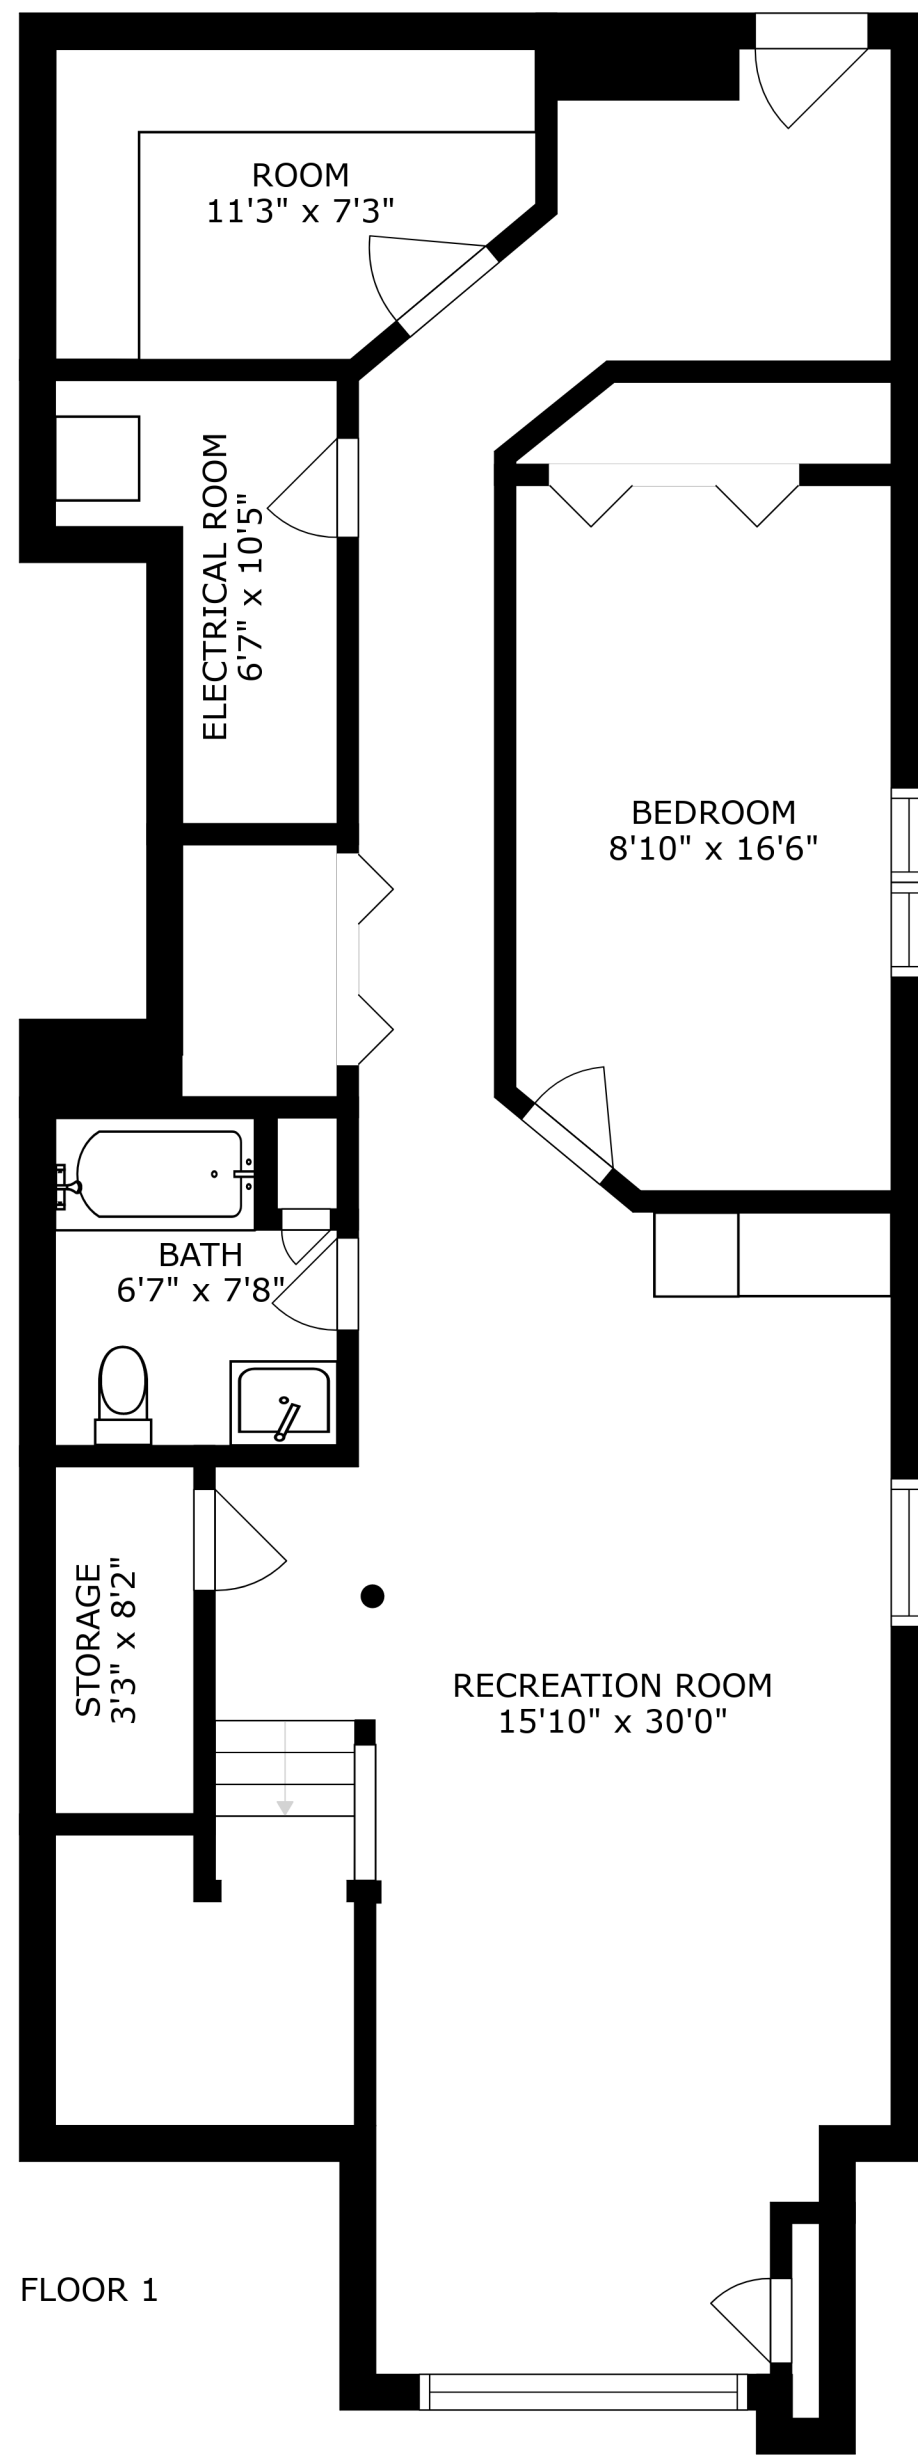 ROOM
11'3" x 7'3"
ELECTRICAL ROOM
6'7" x 10'5"
BEDROOM
8'10" x 16'6"
BATH
6'7" x 7'8"
STORAGE
3'3" x 8'2"
RECREATION ROOM
15'10" x 30'0"
FLOOR 1